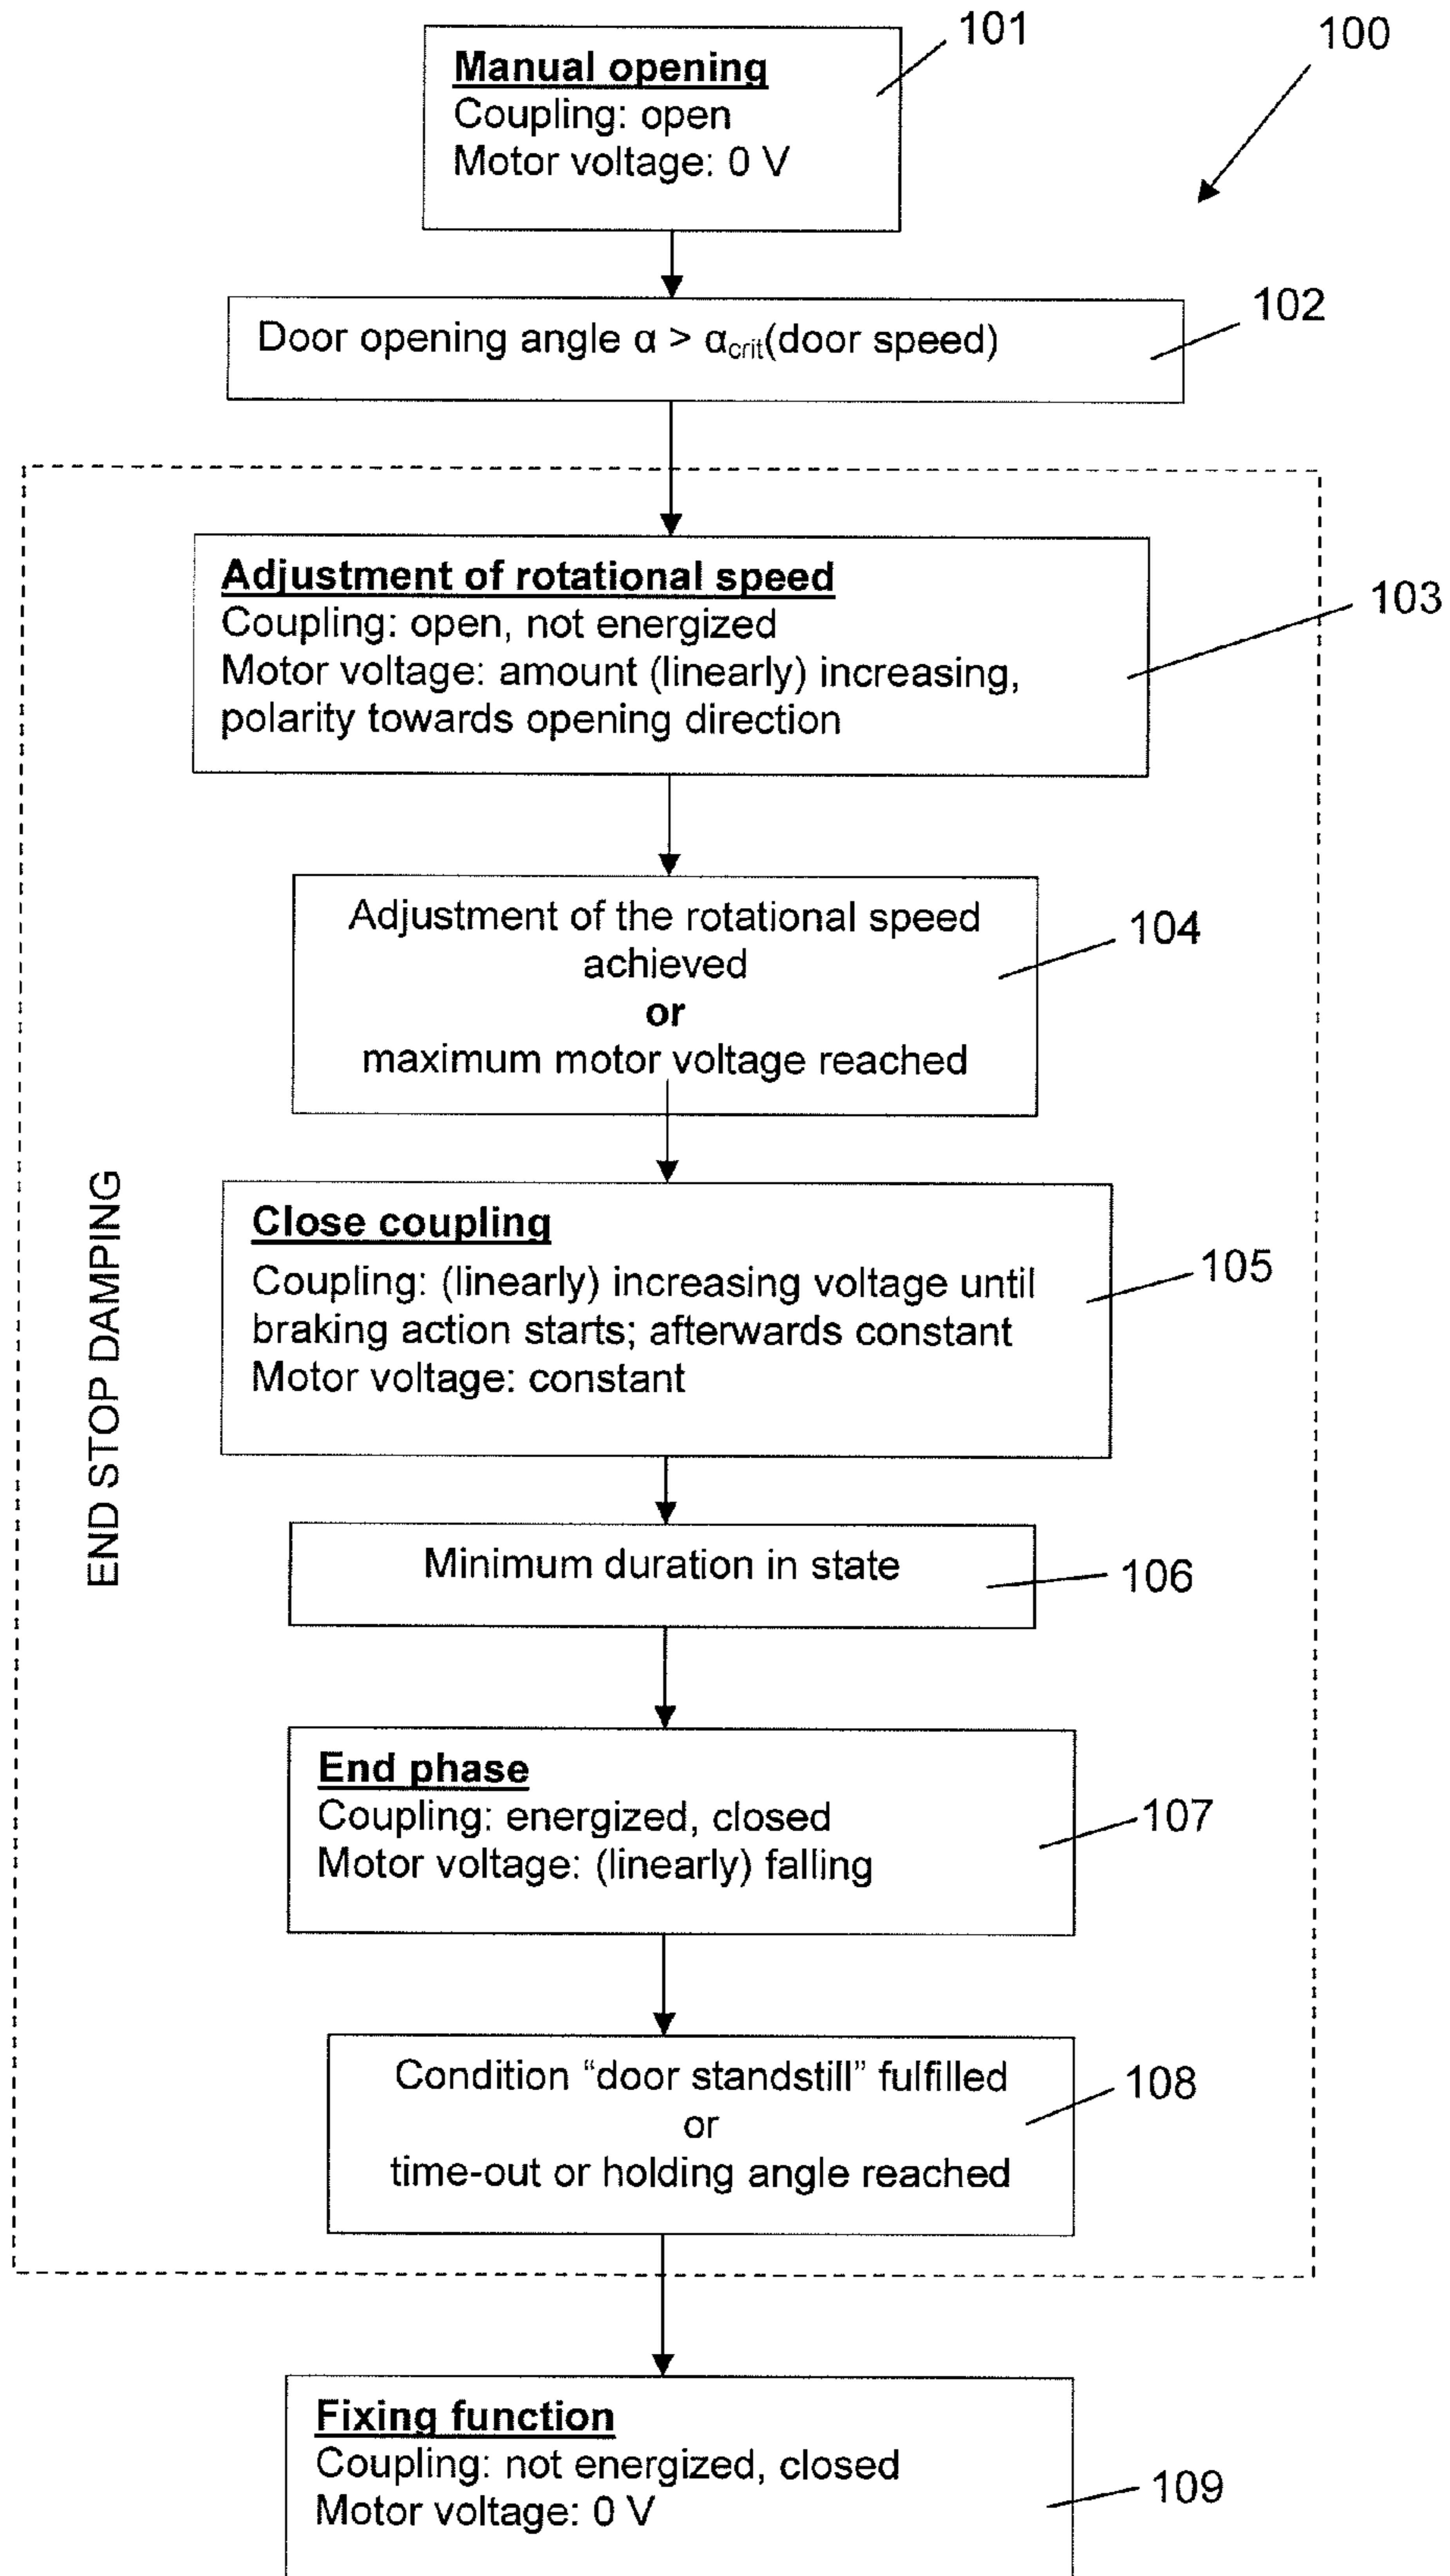 101
100
Manual opening
Coupling: open
Motor voltage: 0 V
102
Door opening angle α > αcrit(door speed)
Adjustment of rotational speed
Coupling: open, not energized
Motor voltage: amount (linearly) increasing,
polarity towards opening direction
103
Adjustment of the rotational speed
achieved
or
maximum motor voltage reached
104
Close coupling
Coupling: (linearly) increasing voltage until
braking action starts; afterwards constant
Motor voltage: constant
105
END STOP DAMPING
Minimum duration in state
106
End phase
Coupling: energized, closed
Motor voltage: (linearly) falling
107
Condition “door standstill” fulfilled
or
time-out or holding angle reached
108
Fixing function
Coupling: not energized, closed
Motor voltage: 0 V
109